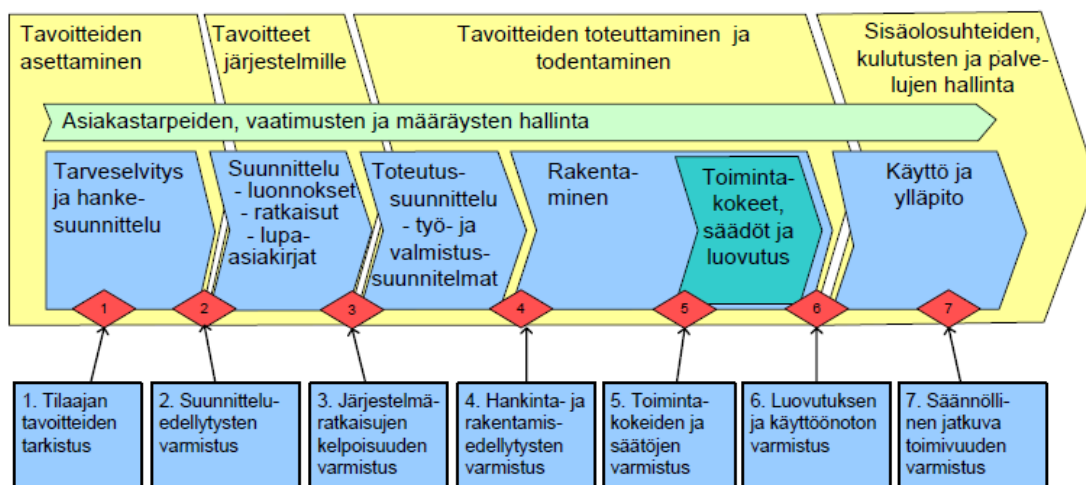 Tavoitteiden
asettaminen
Tavoitteet
järjestelmille
Tavoitteiden toteuttaminen ja
todentaminen
Sisäolosuhteiden,
kulutusten ja palve-
lujen hallinta
Asiakastarpeiden, vaatimusten ja määräysten hallinta
Tarveselvitys
ja hanke-
suunnittelu
Suunnittelu
- luonnokset
- ratkaisut
- lupa-
asiakirjat
Toteutus-
suunnittelu
- työ- ja
valmistus-
suunnitelmat
Rakenta-
minen
Toiminta-
kokeet,
säädöt ja
luovutus
Käyttö ja
ylläpito
1
2
3
4
5
6
7
1. Tilaajan
tavoitteiden
tarkistus
2. Suunnittelu-
edellytysten
varmistus
3. Järjestelmä-
ratkaisujen
kelpoisuuden
varmistus
4. Hankinta- ja
rakentamis-
edellytysten
varmistus
5. Toiminta-
kokeiden ja
säätöjen
varmistus
6. Luovutuksen
ja käyttöönoton
varmistus
7. Säännölli-
nen jatkuva
toimivuuden
varmistus